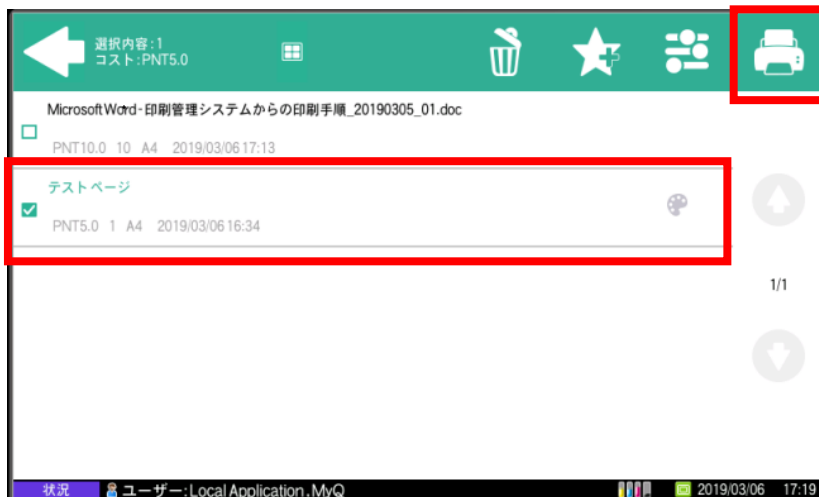 選択内容:1
コスト:PNT5.0
MicrosoftWord-印刷管理システムからの印刷手順_20190305_01.doc
PNT10.0 10 A4 2019/03/06 17:13
テストページ
PNT5.0 1 A4 2019/03/06 16:34
1/1
状況 ユーザー:Local Application, MyQ 2019/03/06 17:19